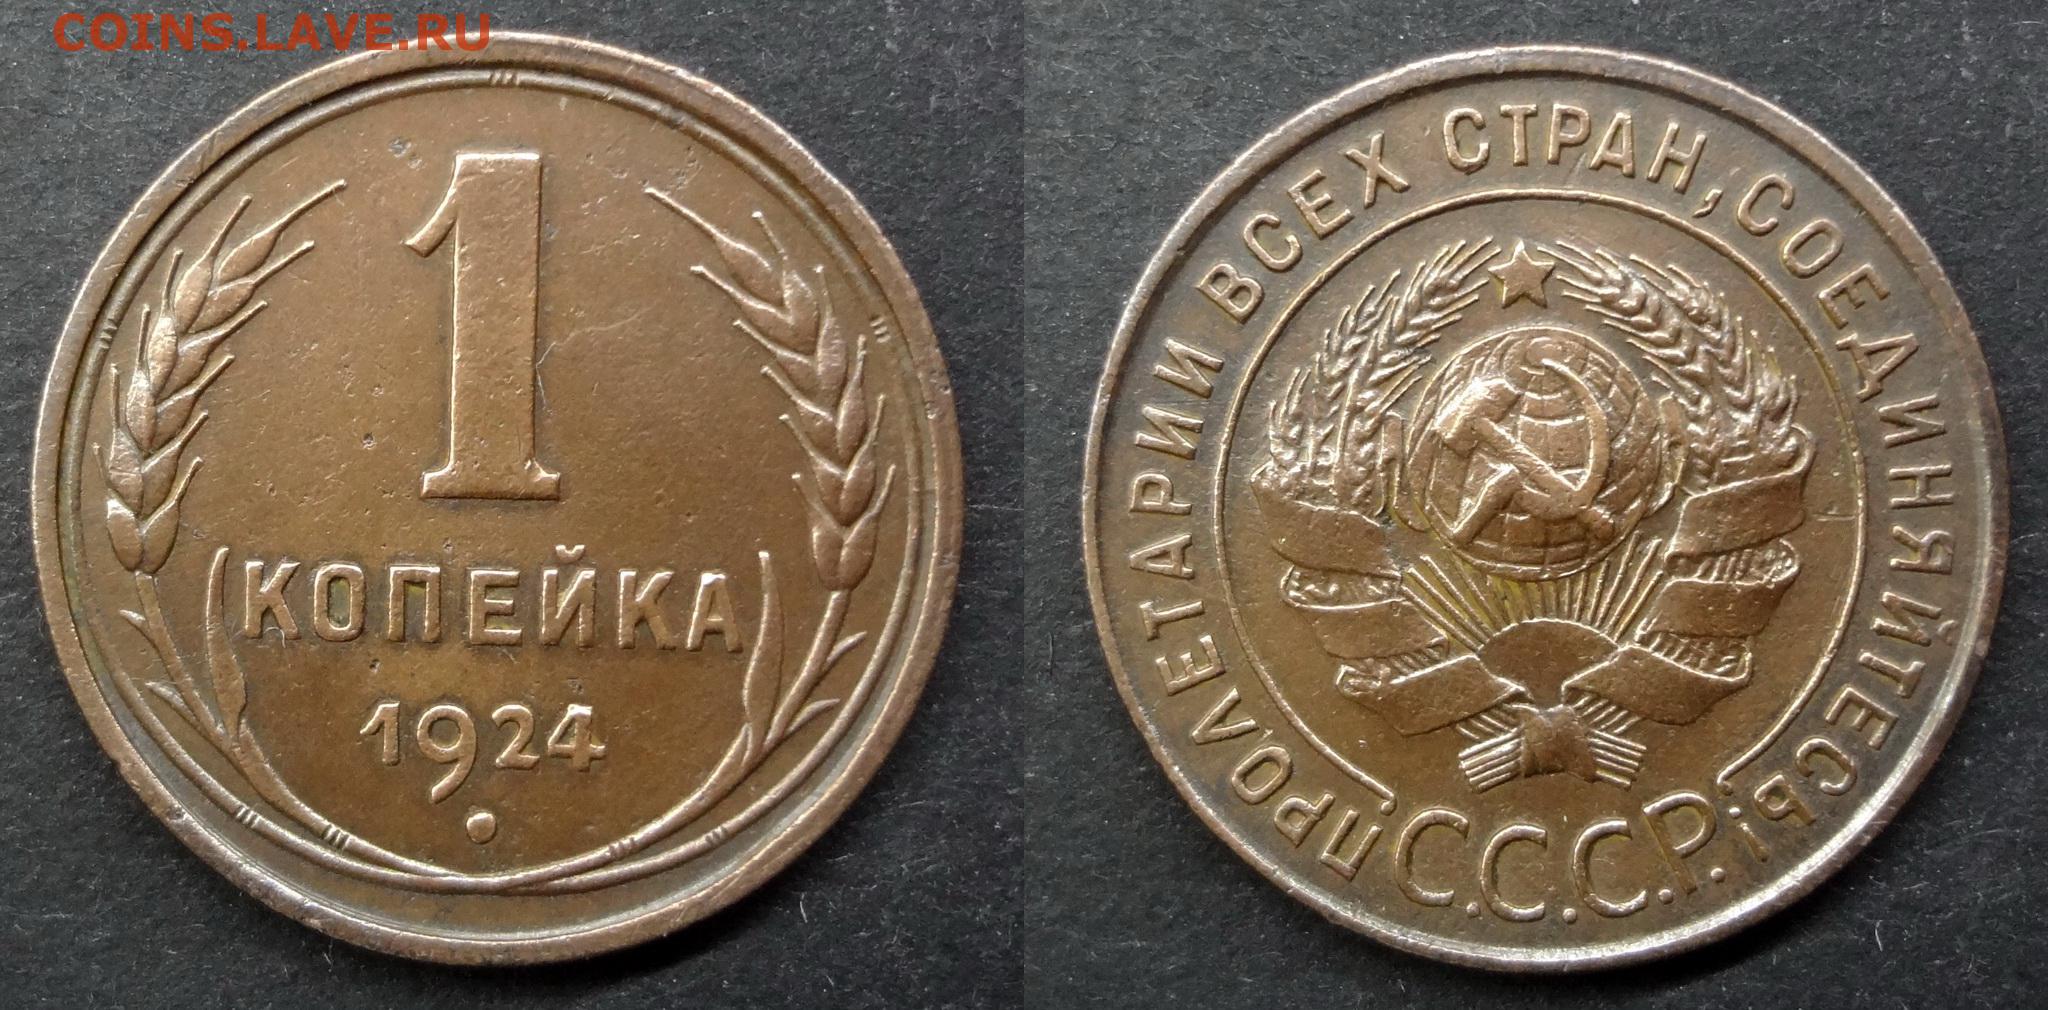 COINS.LAVE.RU
1
КОПЕЙКА
1924
ПРОЛЕТАРИИ ВСЕХ СТРАН, СОЕДИНЯЙТЕСЬ!
С.С.С.Р.